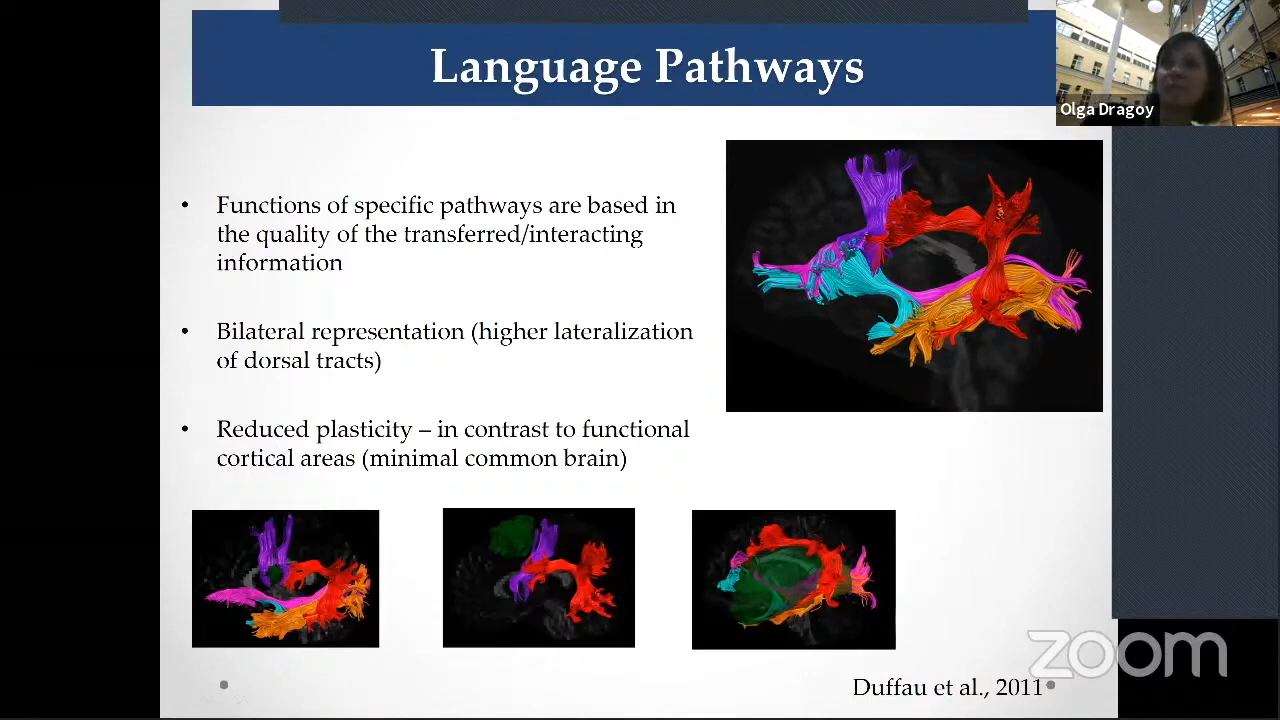 Language Pathways
Olga Dragoy
• Functions of specific pathways are based in
the quality of the transferred/interacting
information
• Bilateral representation (higher lateralization
of dorsal tracts)
• Reduced plasticity – in contrast to functional
cortical areas (minimal common brain)
Duffau et al., 2011
zoom